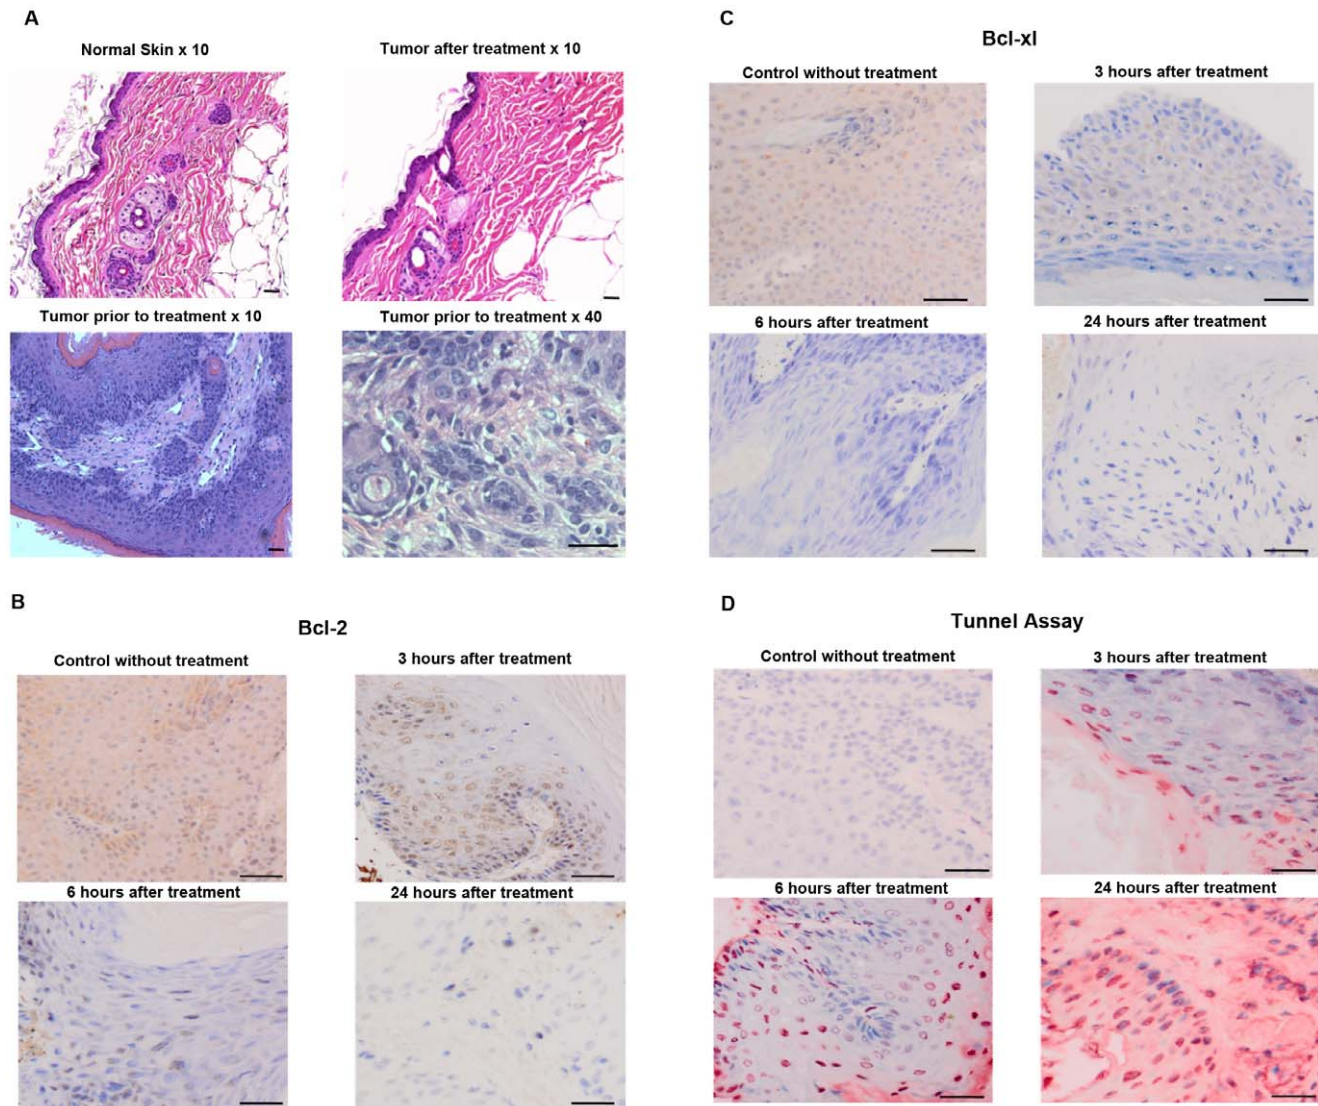 A
Normal Skin x 10
Tumor after treatment x 10
Tumor prior to treatment x 10
Tumor prior to treatment x 40
B
Bcl-2
Control without treatment
3 hours after treatment
6 hours after treatment
24 hours after treatment
C
Bcl-xl
Control without treatment
3 hours after treatment
6 hours after treatment
24 hours after treatment
D
Tunnel Assay
Control without treatment
3 hours after treatment
6 hours after treatment
24 hours after treatment